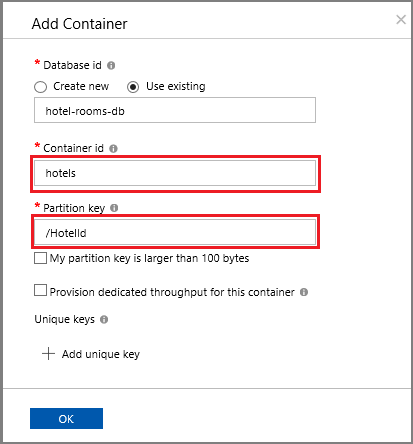 Add Container
* Database id
Create new Use existing
hotel-rooms-db
* Container id
hotels
* Partition key
/HotelId
My partition key is larger than 100 bytes
Provision dedicated throughput for this container
Unique keys
+ Add unique key
OK